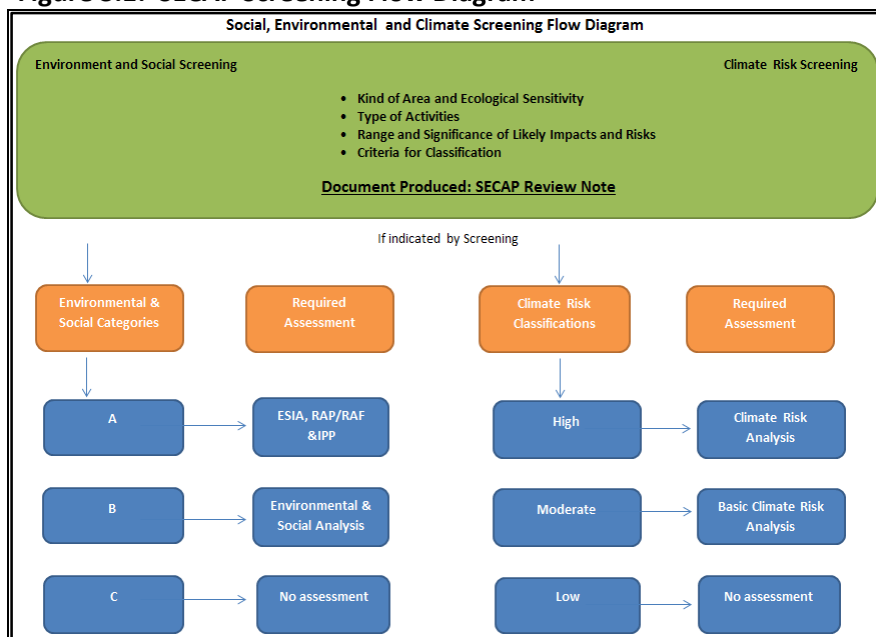 Social, Environmental and Climate Screening Flow Diagram
Environment and Social Screening
Climate Risk Screening
• Kind of Area and Ecological Sensitivity
• Type of Activities
• Range and Significance of Likely Impacts and Risks
• Criteria for Classification
Document Produced: SECAP Review Note
If indicated by Screening
Environmental &
Social Categories
Required
Assessment
Climate Risk
Classifications
Required
Assessment
A
ESIA, RAP/RAF
&IPP
High
Climate Risk
Analysis
B
Environmental &
Social Analysis
Moderate
Basic Climate Risk
Analysis
C
No assessment
Low
No assessment